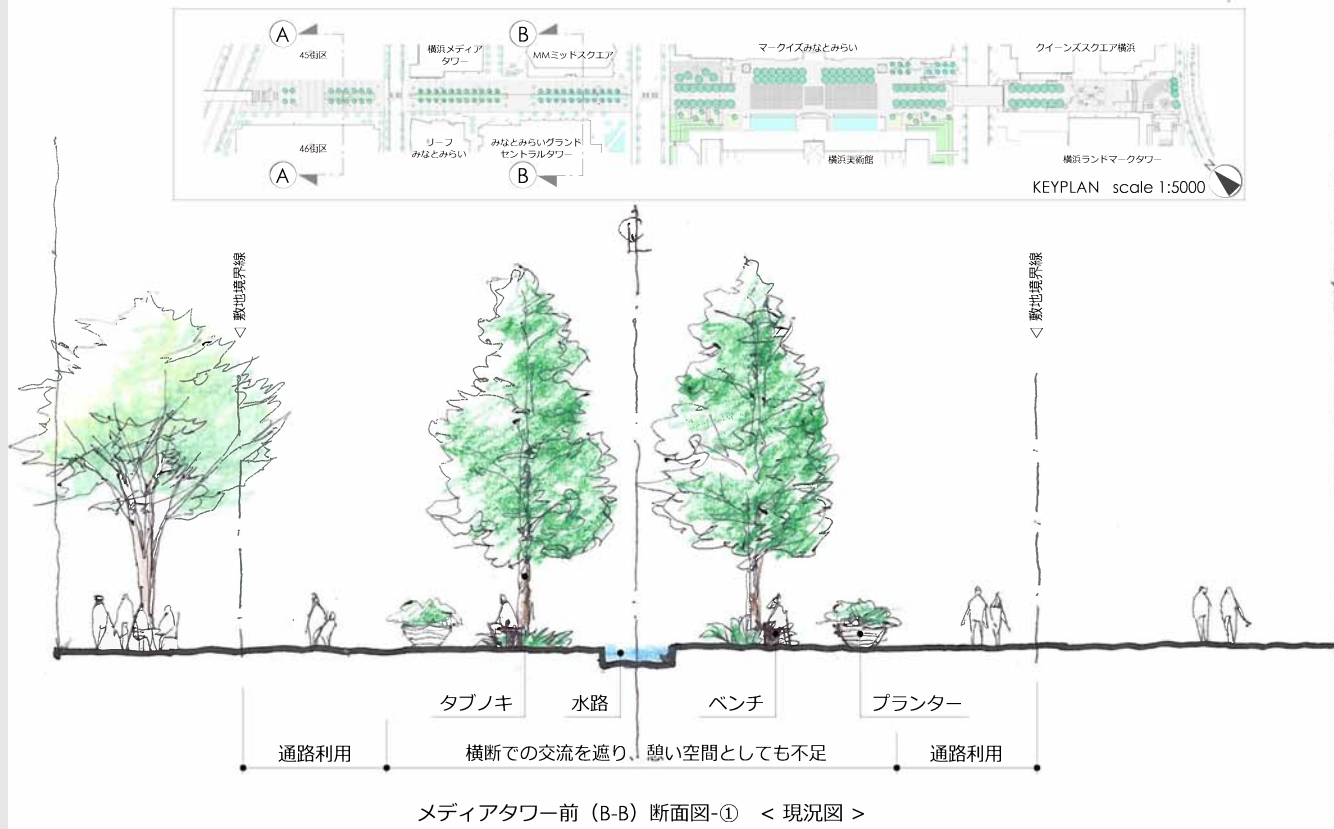 A
B
45街区
横浜メディア
タワー
MMミッドスクエア
マークイズみなとみらい
クイーンズスクエア横浜
46街区
リーフ
みなとみらい
みなとみらいグランド
セントラルタワー
横浜美術館
横浜ランドマークタワー
A
B
N
KEYPLAN scale 1:5000
CL
◁ 敷地境界線
◁ 敷地境界線
タブノキ
水路
ベンチ
プランター
通路利用
横断での交流を遮り、憩い空間としても不足
通路利用
メディアタワー前（B-B）断面図-① < 現況図 >